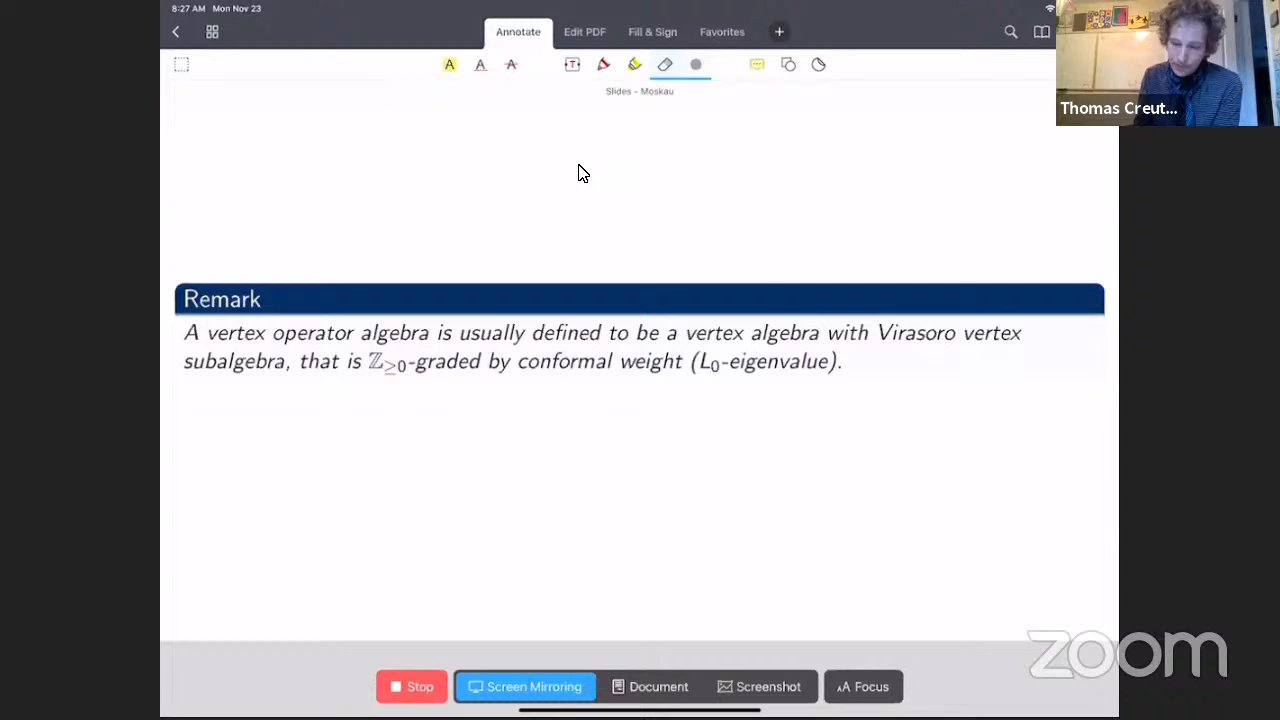 8:27 AM Mon Nov 23
Annotate
Edit PDF
Fill & Sign
Favorites
Slides - Moskau
Thomas Creut...
Remark
A vertex operator algebra is usually defined to be a vertex algebra with Virasoro vertex
subalgebra, that is ℤ≥0-graded by conformal weight (L₀-eigenvalue).
Stop
Screen Mirroring
Document
Screenshot
AA Focus
zoom